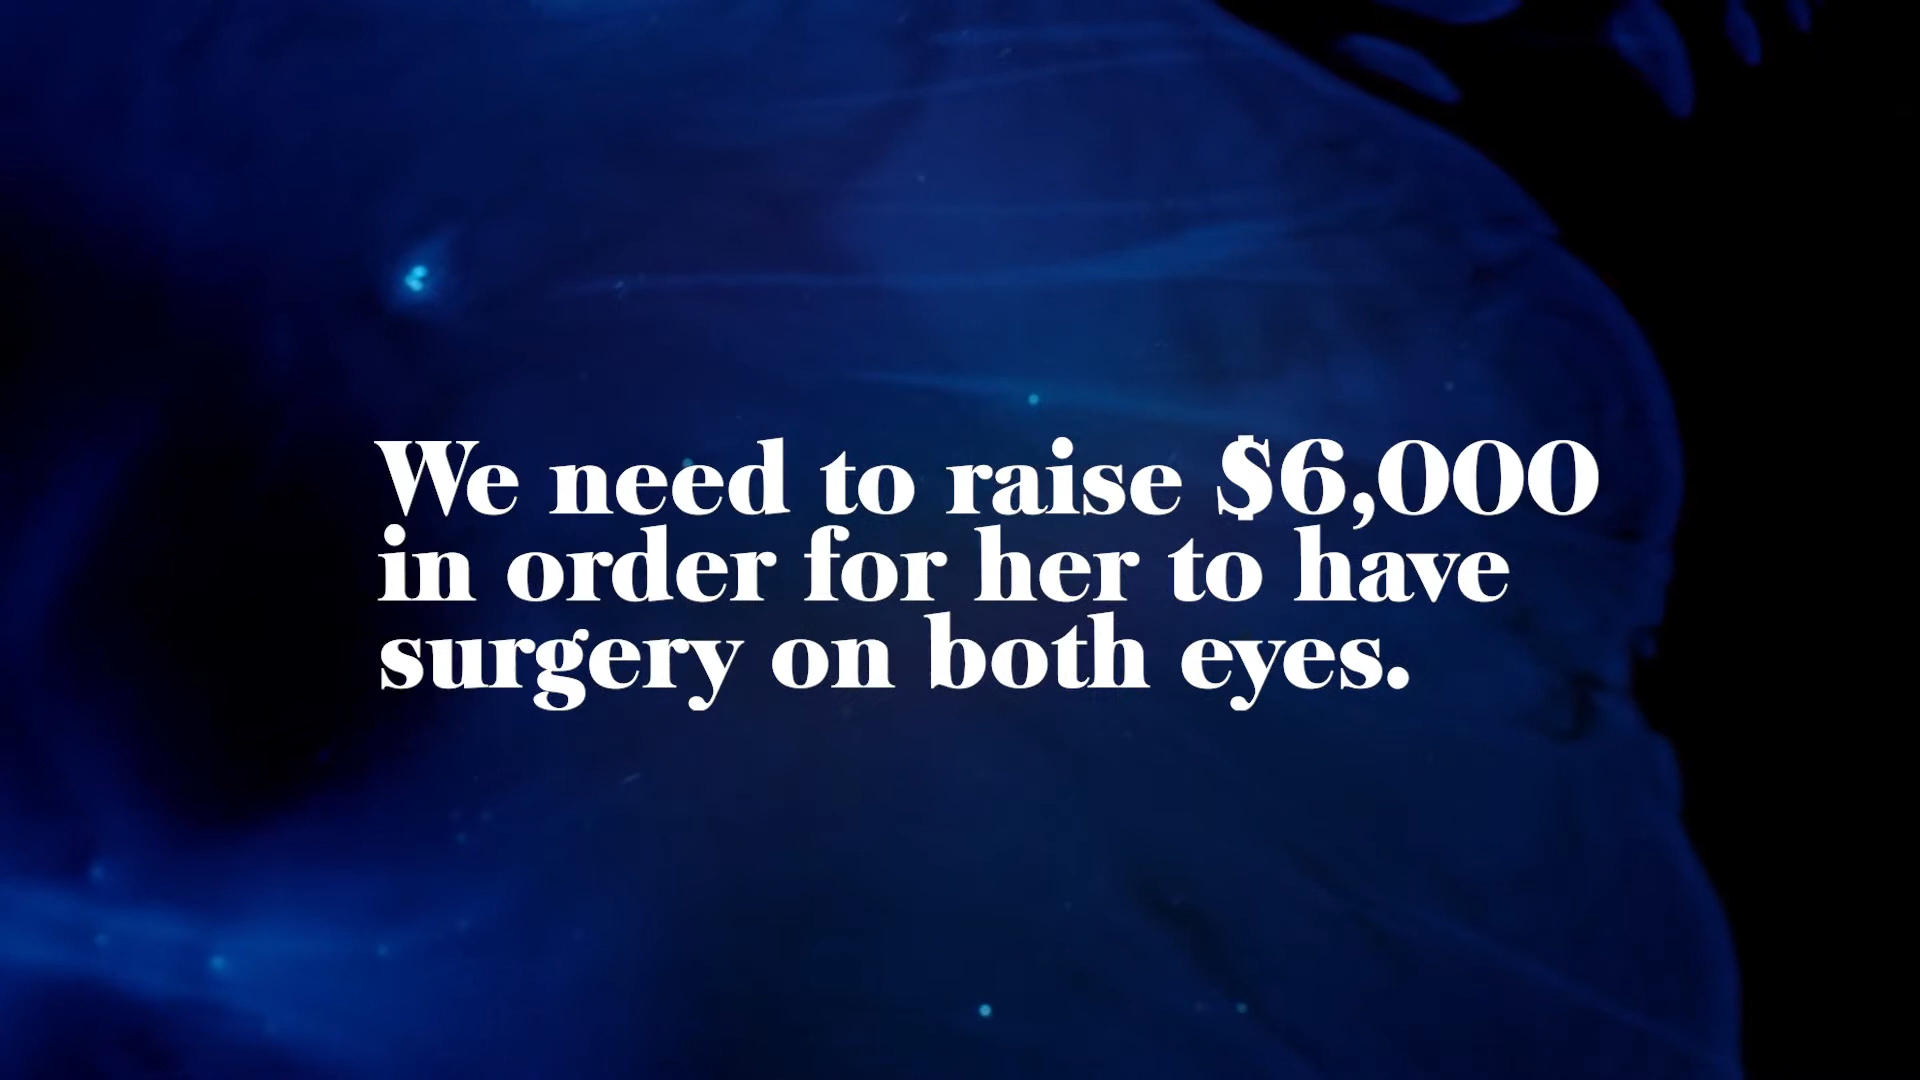 We need to raise $6,000
in order for her to have
surgery on both eyes.